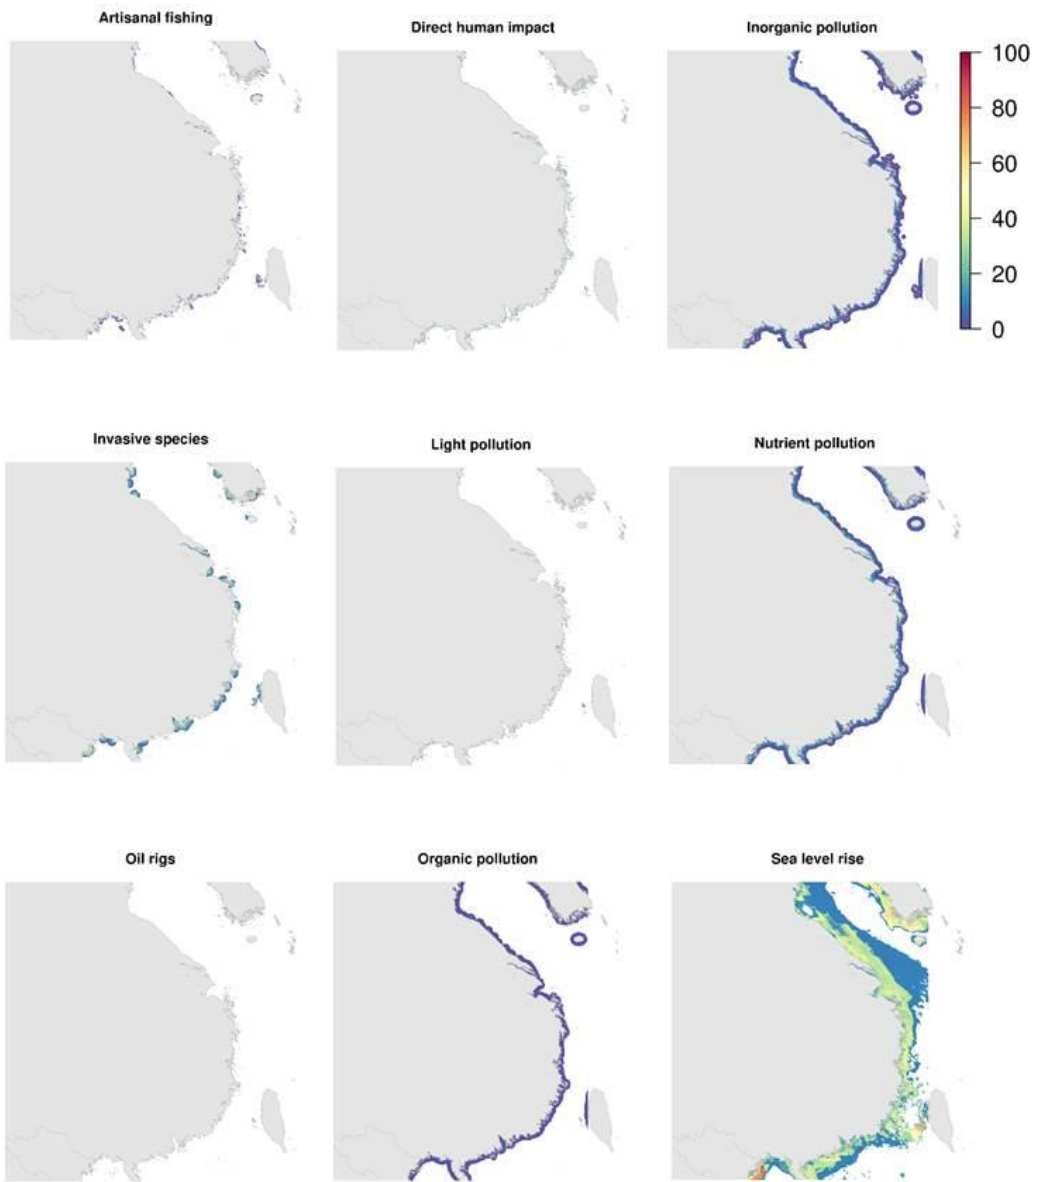 Artisanal fishing
Direct human impact
Inorganic pollution
100
80
60
40
20
0
Invasive species
Light pollution
Nutrient pollution
Oil rigs
Organic pollution
Sea level rise